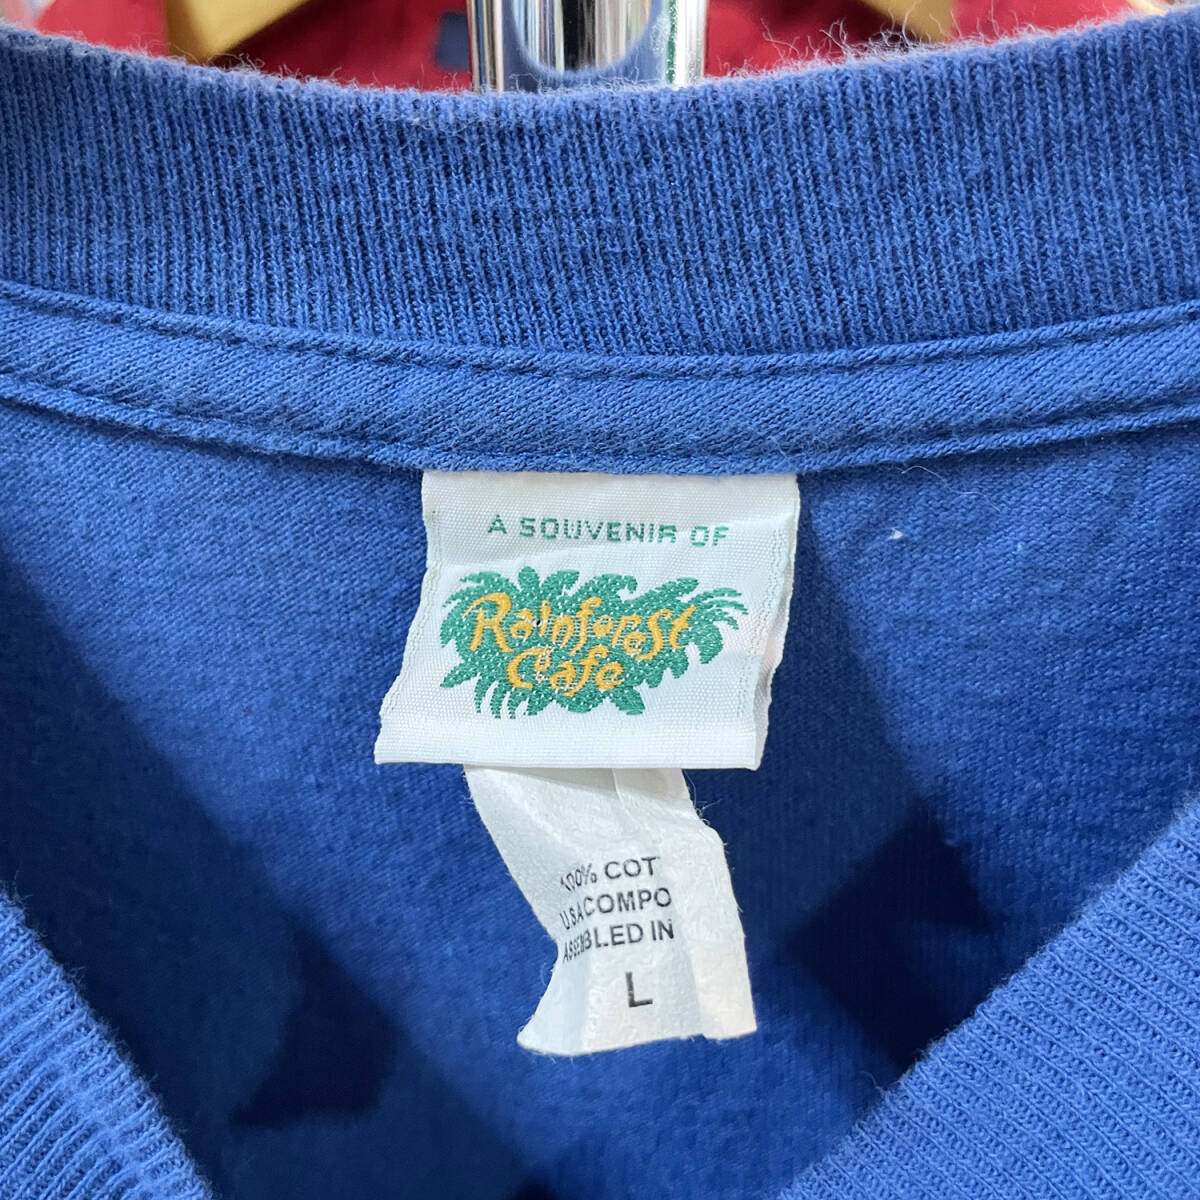 A SOUVENIR OF
Rainforest
Cafe
100% COT
U.S.A COMPO
ASSEMBLED IN
L